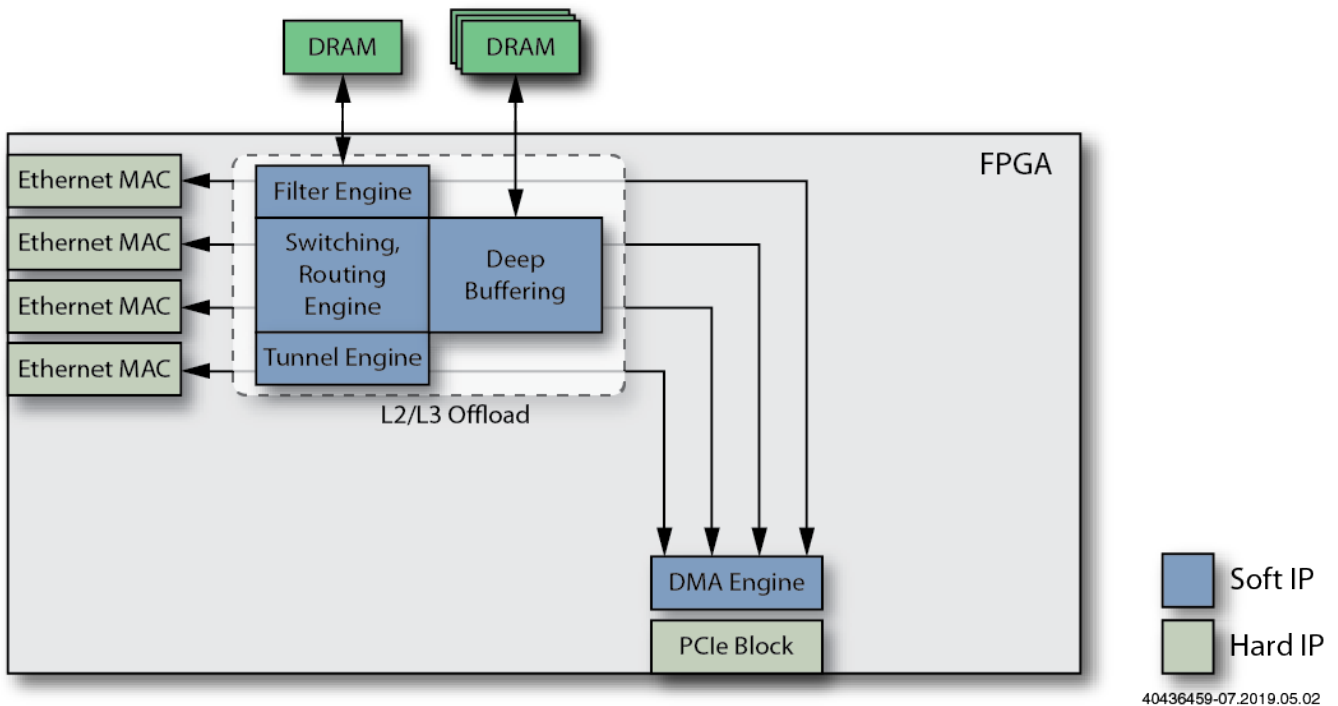 DRAM
DRAM
FPGA
Ethernet MAC
Ethernet MAC
Ethernet MAC
Ethernet MAC
Filter Engine
Switching,
Routing
Engine
Deep
Buffering
Tunnel Engine
L2/L3 Offload
DMA Engine
PCIe Block
Soft IP
Hard IP
40436459-07.2019.05.02